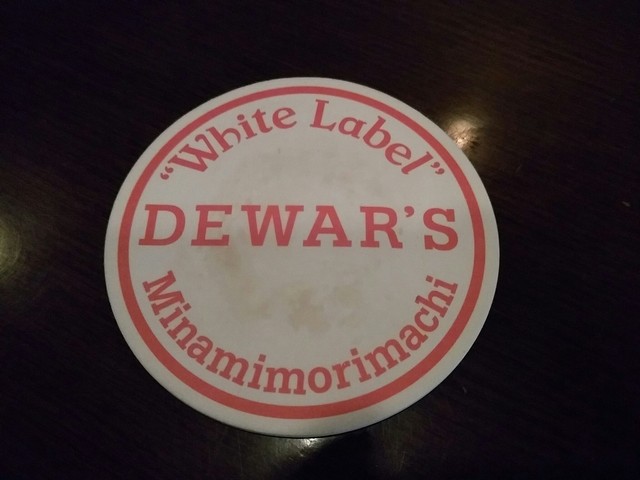 "White Label"
DEWAR'S
Minamimorimachi